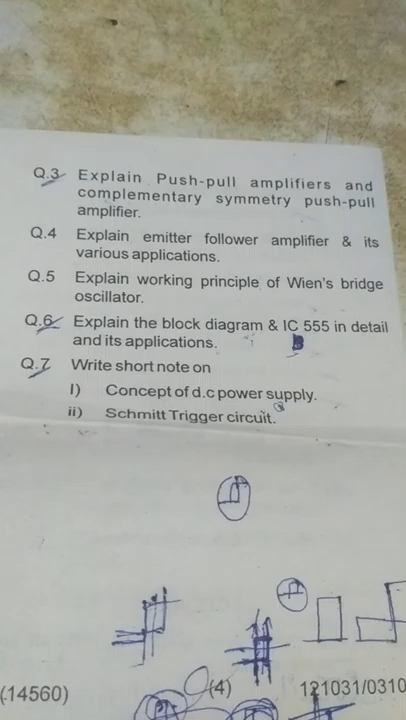 Q.3 Explain Push-pull amplifiers and
complementary symmetry push-pull
amplifier.
Q.4 Explain emitter follower amplifier & its
various applications.
Q.5 Explain working principle of Wien's bridge
oscillator.
Q.6 Explain the block diagram & IC 555 in detail
and its applications.
Q.7 Write short note on
I) Concept of d.c power supply.
ii) Schmitt Trigger circuit.
(14560) (4) 121031/0310